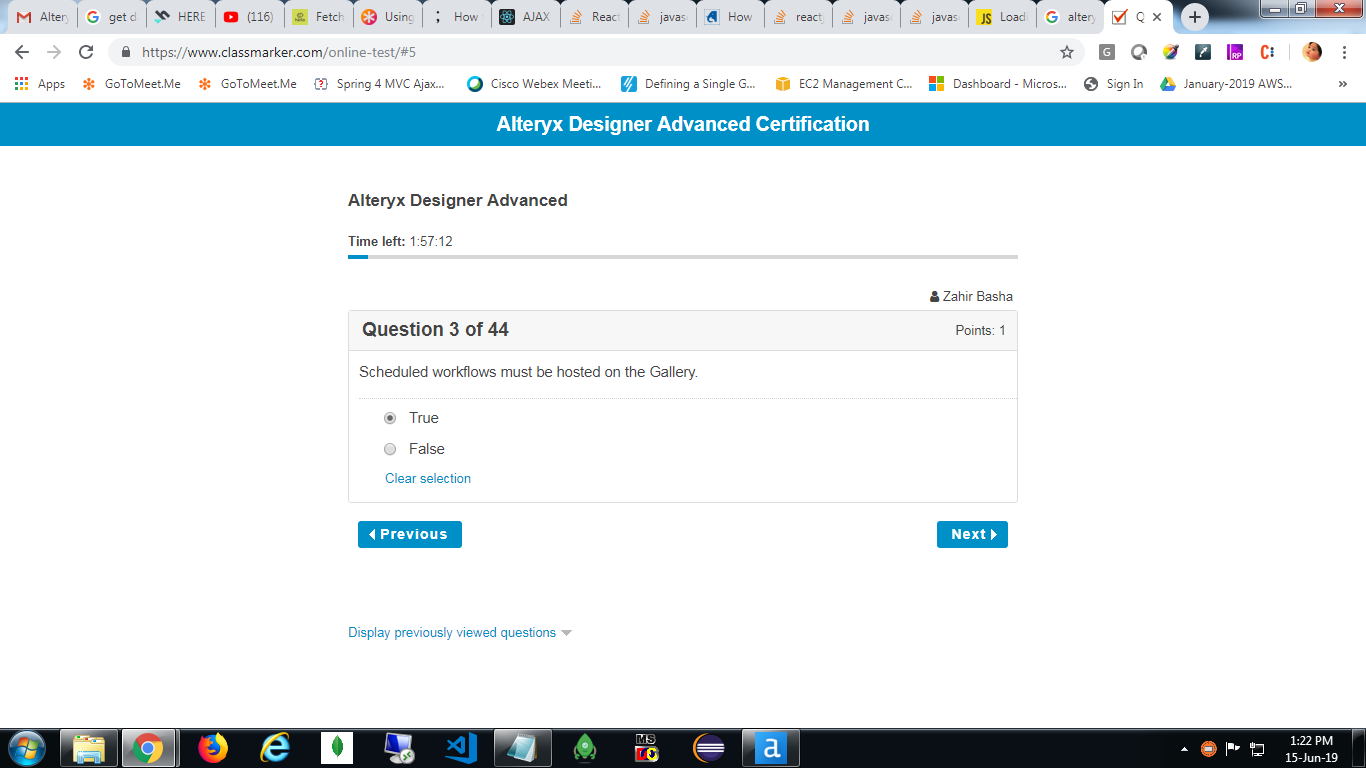 Altery get d HERE (116) Fetch Using How AJAX React javas How react javas javas Load altery Q
https://www.classmarker.com/online-test/#5
Apps GoToMeet.Me GoToMeet.Me Spring 4 MVC Ajax... Cisco Webex Meeti... Defining a Single G... EC2 Management C... Dashboard - Micros... Sign In January-2019 AWS... »
Alteryx Designer Advanced Certification
Alteryx Designer Advanced
Time left: 1:57:12
Zahir Basha
Question 3 of 44 Points: 1
Scheduled workflows must be hosted on the Gallery.
True
False
Clear selection
Previous Next
Display previously viewed questions
1:22 PM
15-Jun-19